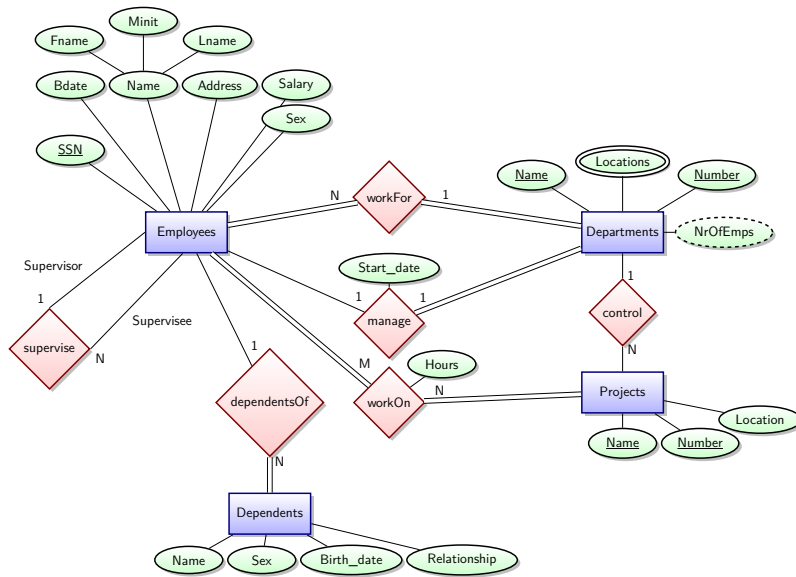 Minit
Fname
Lname
Bdate
Name
Address
Salary
Sex
SSN
Locations
Name
Number
N
workFor
1
Employees
Departments
NrOfEmps
Supervisor
Start_date
1
1
1
1
manage
control
Supervisee
supervise
N
1
N
M
Hours
dependentsOf
workOn
N
Projects
Location
Name
Number
N
Dependents
Name
Sex
Birth_date
Relationship